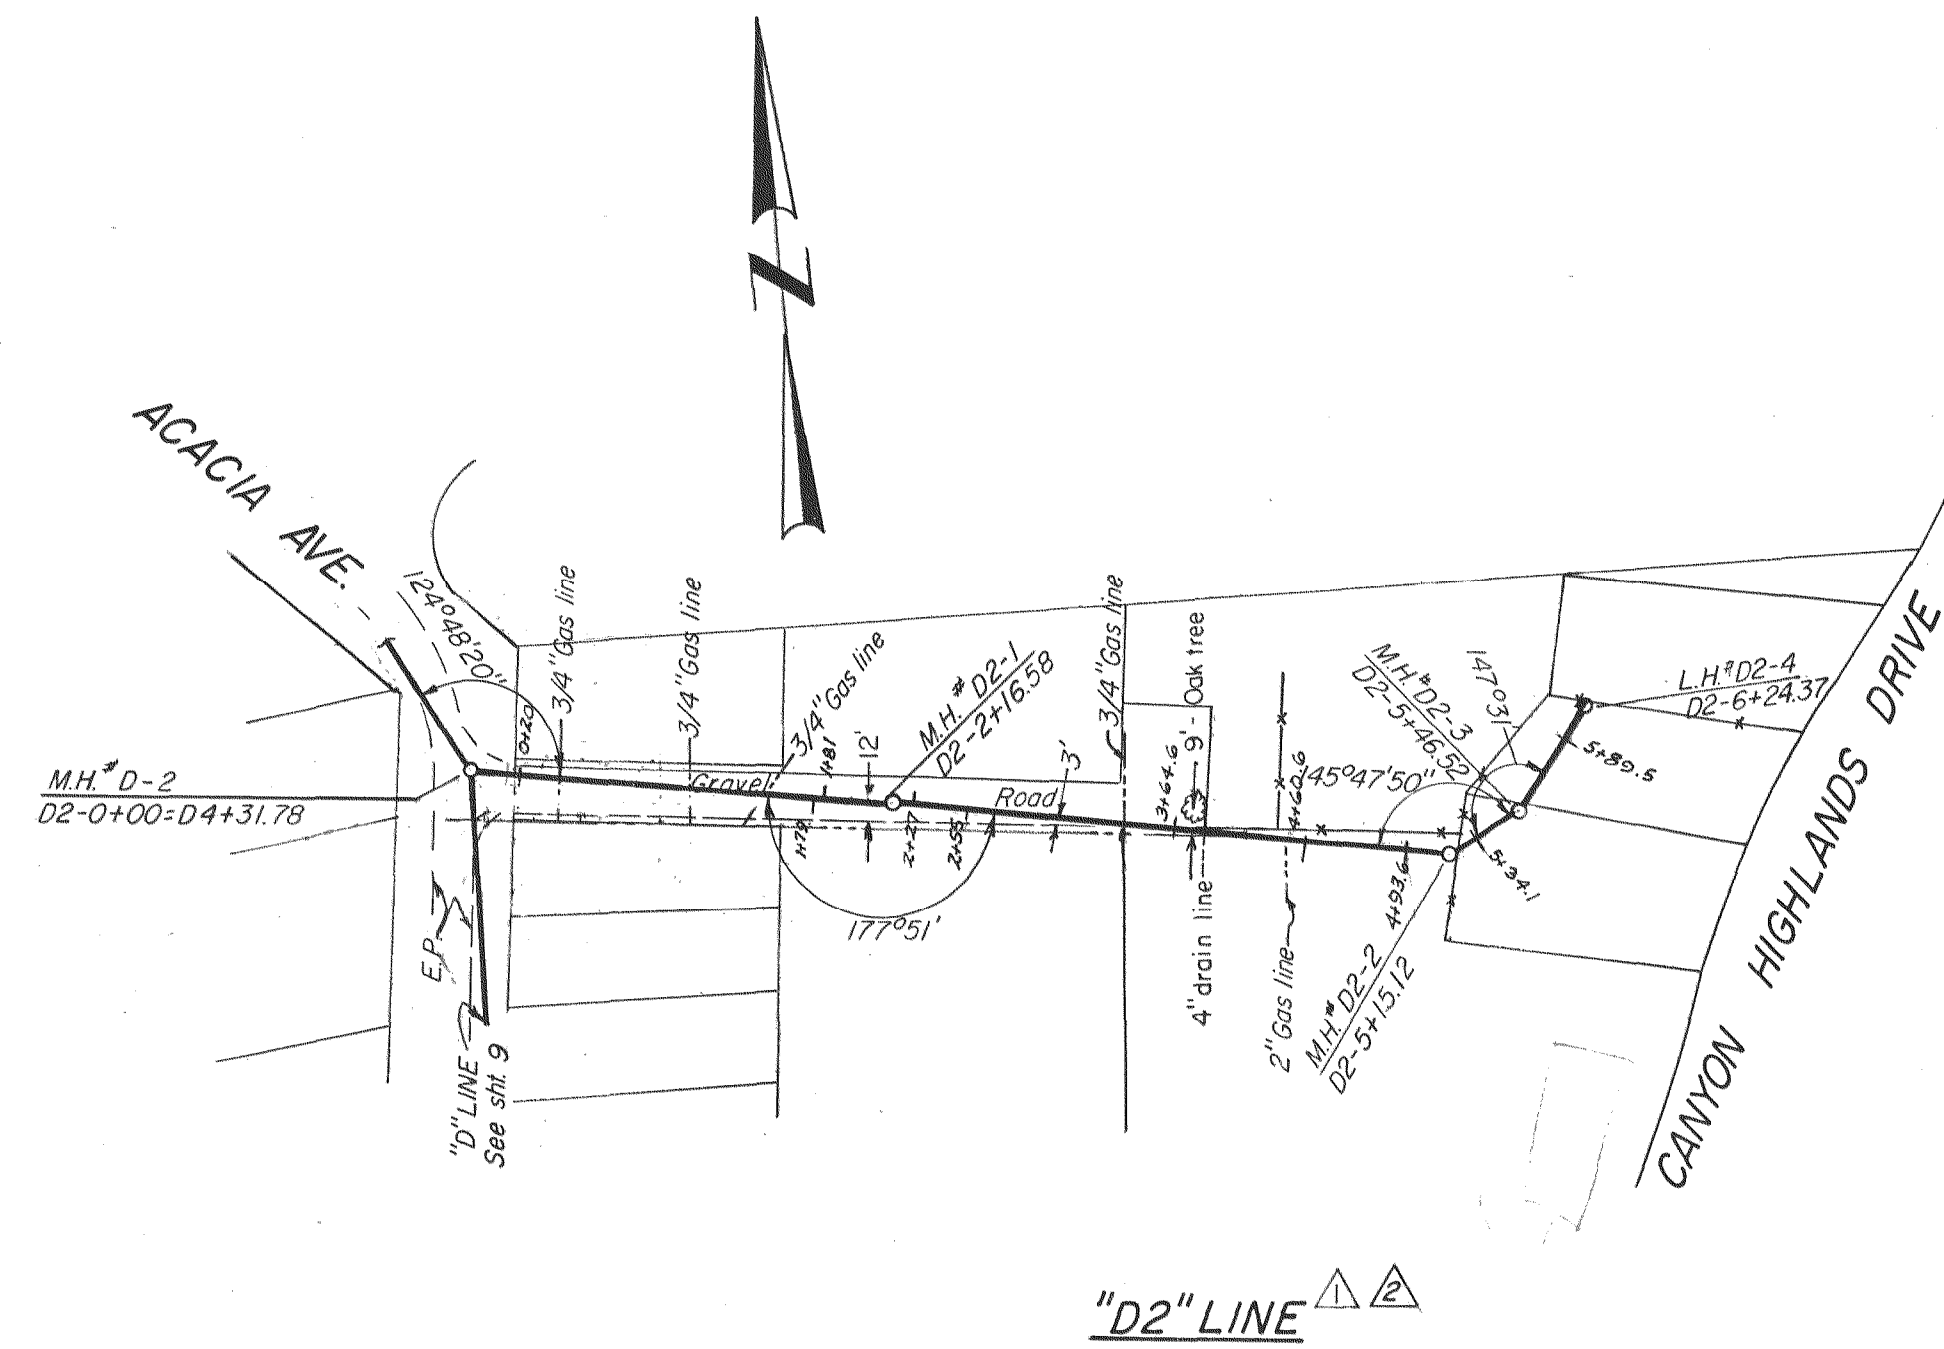 N
ACACIA AVE.
124°48'20"
3/4" Gas line
3/4" Gas line
3/4" Gas line
3/4" Gas line
0+20
M.H.# D-2
D2-0+00=D4+31.78
Gravel
Road
1+81
1+79
12'
M.H.# D2-1
D2-2+16.58
2+27
2+55
3'
177°51'
3+64.6
9' - Oak tree
4" drain line
4+60.6
2" Gas line
145°47'50"
4+93.6
M.H.# D2-2
D2-5+15.12
M.H.# D2-3
D2-5+46.52
147°31'
5+34.1
5+89.5
L.H.# D2-4
D2-6+24.37
E.P.
"D" LINE
See sht. 9
CANYON HIGHLANDS DRIVE
"D2" LINE
1
2